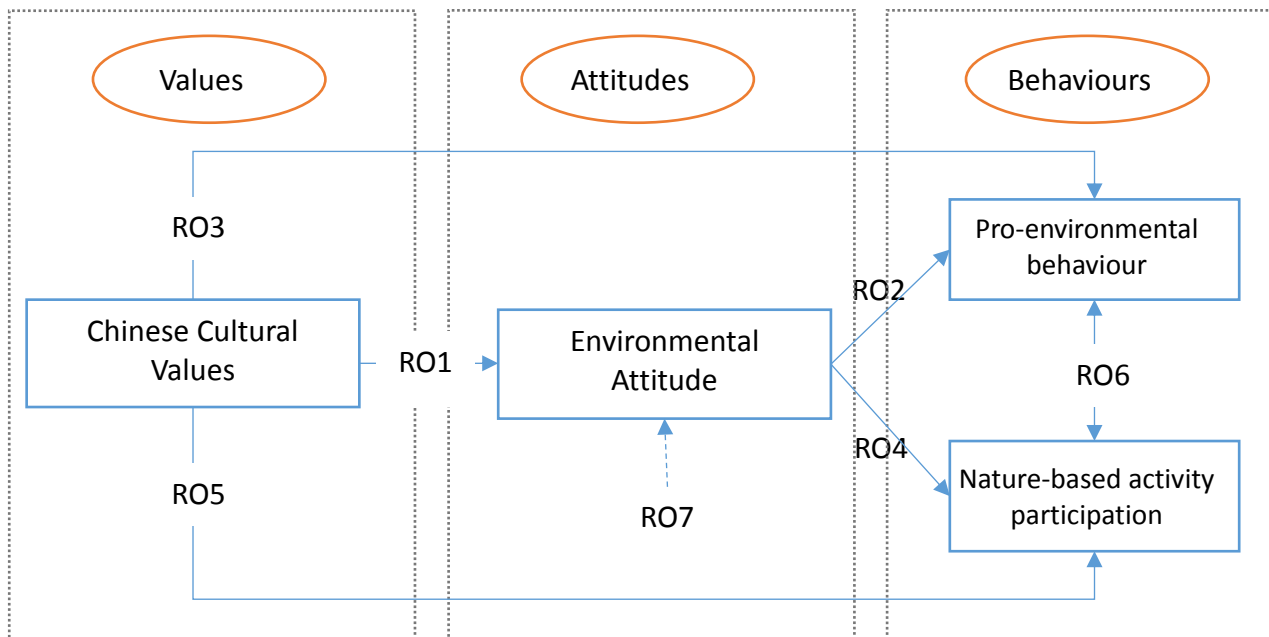 Values
Attitudes
Behaviours
RO3
Pro-environmental
behaviour
RO2
Chinese Cultural
Values
RO1
Environmental
Attitude
RO6
RO4
RO5
RO7
Nature-based activity
participation